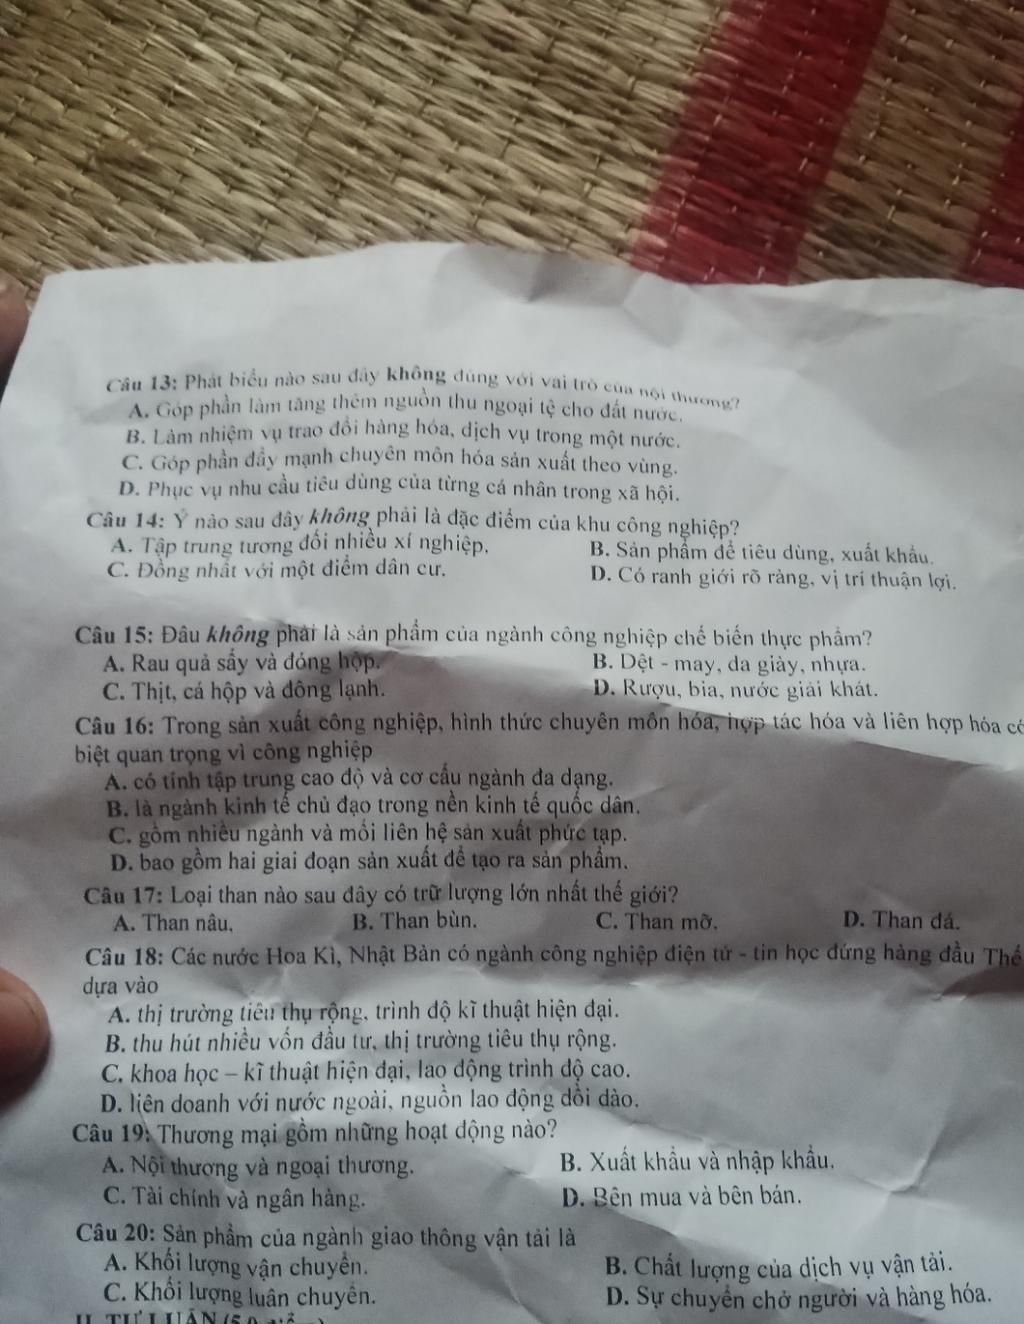 Câu 13: Phát biểu nào sau đây không đúng với vai trò của nội thương?
A. Góp phần làm tăng thêm nguồn thu ngoại tệ cho đất nước.
B. Làm nhiệm vụ trao đổi hàng hóa, dịch vụ trong một nước.
C. Góp phần đẩy mạnh chuyên môn hóa sản xuất theo vùng.
D. Phục vụ nhu cầu tiêu dùng của từng cá nhân trong xã hội.
Câu 14: Ý nào sau đây không phải là đặc điểm của khu công nghiệp?
A. Tập trung tương đối nhiều xí nghiệp. B. Sản phẩm để tiêu dùng, xuất khẩu.
C. Đồng nhất với một điểm dân cư. D. Có ranh giới rõ ràng, vị trí thuận lợi.
Câu 15: Đâu không phải là sản phẩm của ngành công nghiệp chế biến thực phẩm?
A. Rau quả sấy và đóng hộp. B. Dệt - may, da giày, nhựa.
C. Thịt, cá hộp và đông lạnh. D. Rượu, bia, nước giải khát.
Câu 16: Trong sản xuất công nghiệp, hình thức chuyên môn hóa, hợp tác hóa và liên hợp hóa có
biệt quan trọng vì công nghiệp
A. có tính tập trung cao độ và cơ cấu ngành đa dạng.
B. là ngành kinh tế chủ đạo trong nền kinh tế quốc dân.
C. gồm nhiều ngành và mối liên hệ sản xuất phức tạp.
D. bao gồm hai giai đoạn sản xuất để tạo ra sản phẩm.
Câu 17: Loại than nào sau đây có trữ lượng lớn nhất thế giới?
A. Than nâu. B. Than bùn. C. Than mỡ. D. Than đá.
Câu 18: Các nước Hoa Kì, Nhật Bản có ngành công nghiệp điện tử - tin học đứng hàng đầu Thế
dựa vào
A. thị trường tiêu thụ rộng, trình độ kĩ thuật hiện đại.
B. thu hút nhiều vốn đầu tư, thị trường tiêu thụ rộng.
C. khoa học – kĩ thuật hiện đại, lao động trình độ cao.
D. liên doanh với nước ngoài, nguồn lao động dồi dào.
Câu 19: Thương mại gồm những hoạt động nào?
A. Nội thương và ngoại thương. B. Xuất khẩu và nhập khẩu.
C. Tài chính và ngân hàng. D. Bên mua và bên bán.
Câu 20: Sản phẩm của ngành giao thông vận tải là
A. Khối lượng vận chuyển. B. Chất lượng của dịch vụ vận tải.
C. Khối lượng luân chuyển. D. Sự chuyển chở người và hàng hóa.
II. TỰ LUẬN